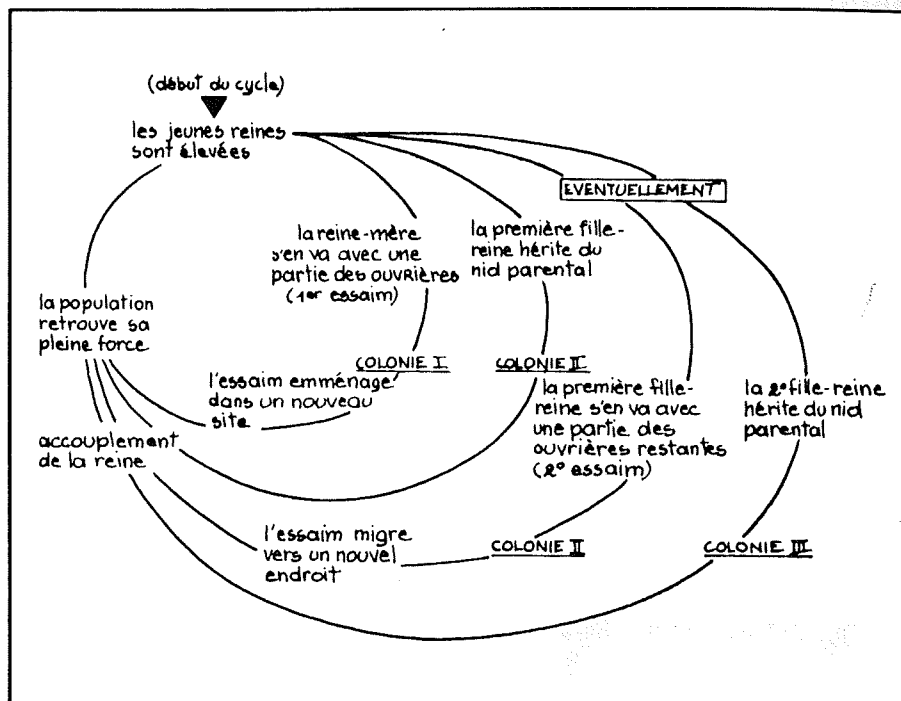 (début du cycle)
les jeunes reines
sont élevées
EVENTUELLEMENT
la reine-mère
s'en va avec une
partie des ouvrières
(1er essaim)
la première fille-
reine hérite du
nid parental
la population
retrouve sa
pleine force
COLONIE I
COLONIE II
l'essaim emménage
dans un nouveau
site
la première fille-
reine s'en va avec
une partie des
ouvrières restantes
(2e essaim)
la 2e fille-reine
hérite du nid
parental
accouplement
de la reine
l'essaim migre
vers un nouvel
endroit
COLONIE II
COLONIE III